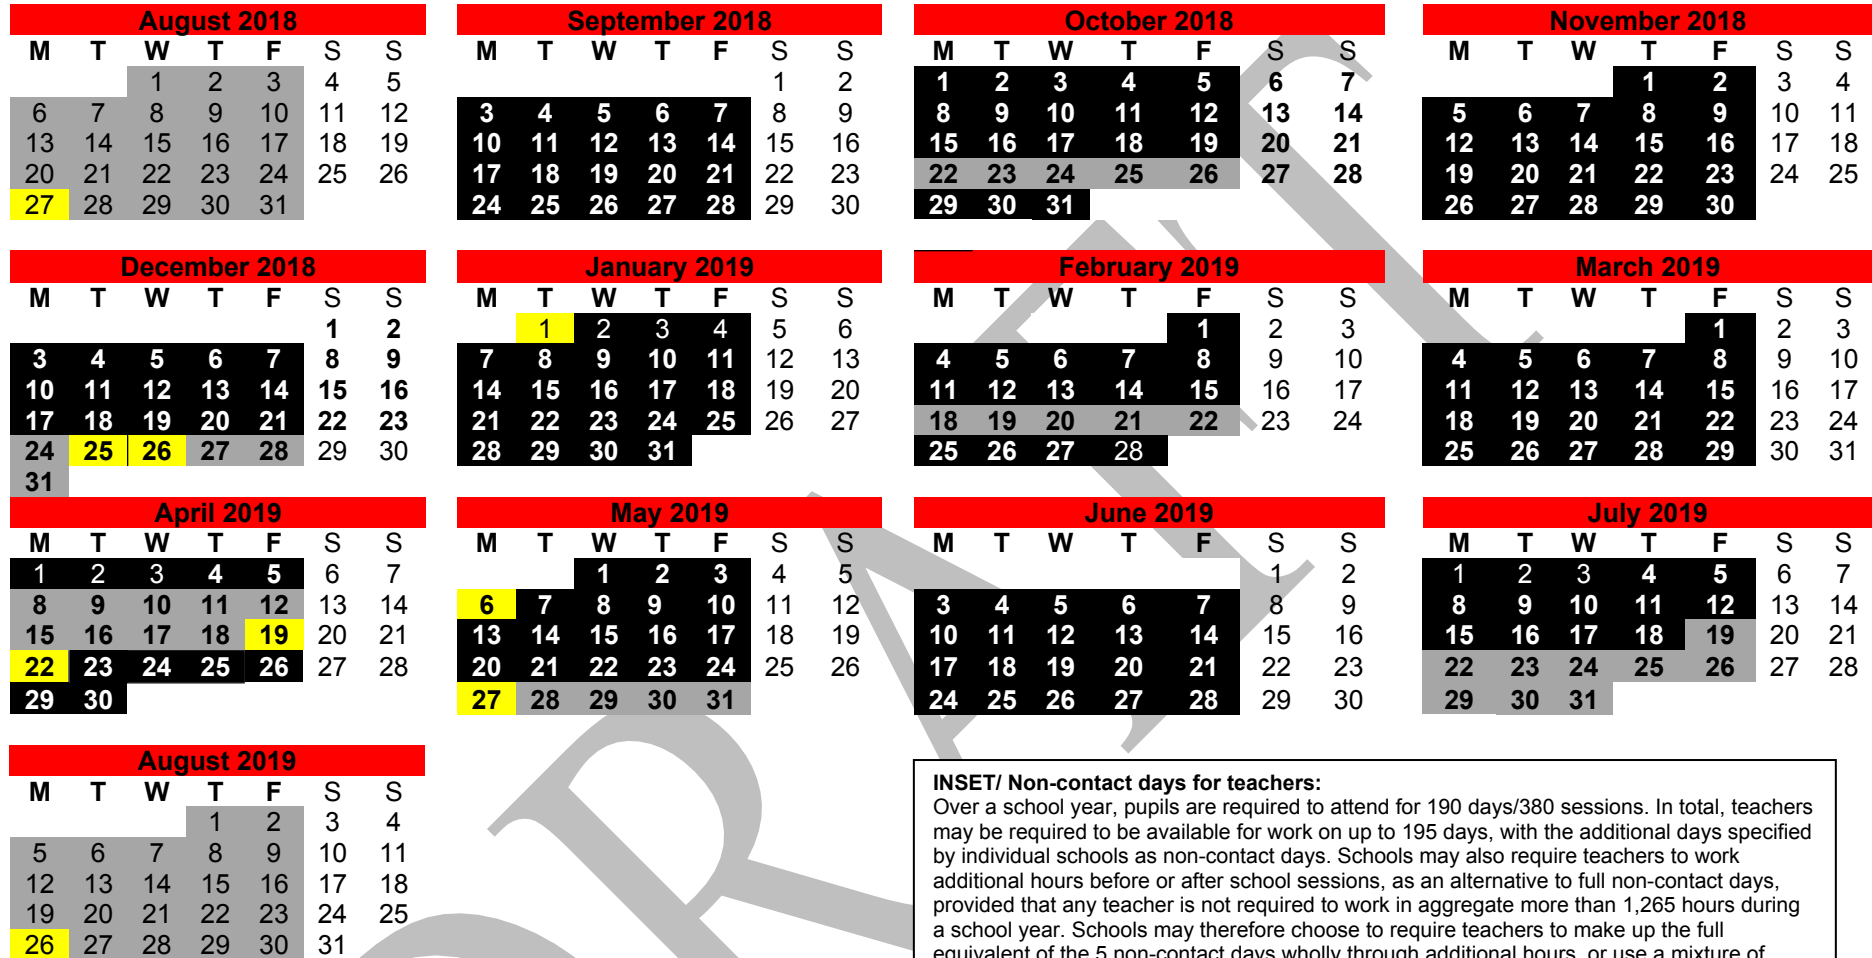 August 2018 September 2018 October 2018 November 2018
M T W T F S S M T W T F S S M T W T F S S M T W T F S S
1 2 3 4 5 1 2 1 2 3 4 5 6 7 1 2 3 4
6 7 8 9 10 11 12 3 4 5 6 7 8 9 8 9 10 11 12 13 14 5 6 7 8 9 10 11
13 14 15 16 17 18 19 10 11 12 13 14 15 16 15 16 17 18 19 20 21 12 13 14 15 16 17 18
20 21 22 23 24 25 26 17 18 19 20 21 22 23 22 23 24 25 26 27 28 19 20 21 22 23 24 25
27 28 29 30 31 24 25 26 27 28 29 30 29 30 31 26 27 28 29 30
December 2018 January 2019 February 2019 March 2019
M T W T F S S M T W T F S S M T W T F S S M T W T F S S
1 2 1 2 3 4 5 6 1 2 3 1 2 3
3 4 5 6 7 8 9 7 8 9 10 11 12 13 4 5 6 7 8 9 10 4 5 6 7 8 9 10
10 11 12 13 14 15 16 14 15 16 17 18 19 20 11 12 13 14 15 16 17 11 12 13 14 15 16 17
17 18 19 20 21 22 23 21 22 23 24 25 26 27 18 19 20 21 22 23 24 18 19 20 21 22 23 24
24 25 26 27 28 29 30 28 29 30 31 25 26 27 28 25 26 27 28 29 30 31
31
April 2019 May 2019 June 2019 July 2019
M T W T F S S M T W T F S S M T W T F S S M T W T F S S
1 2 3 4 5 6 7 1 2 3 4 5 1 2 1 2 3 4 5 6 7
8 9 10 11 12 13 14 6 7 8 9 10 11 12 3 4 5 6 7 8 9 8 9 10 11 12 13 14
15 16 17 18 19 20 21 13 14 15 16 17 18 19 10 11 12 13 14 15 16 15 16 17 18 19 20 21
22 23 24 25 26 27 28 20 21 22 23 24 25 26 17 18 19 20 21 22 23 22 23 24 25 26 27 28
29 30 27 28 29 30 31 24 25 26 27 28 29 30 29 30 31
August 2019
M T W T F S S
1 2 3 4
5 6 7 8 9 10 11
12 13 14 15 16 17 18
19 20 21 22 23 24 25
26 27 28 29 30 31
INSET/ Non-contact days for teachers:
Over a school year, pupils are required to attend for 190 days/380 sessions. In total, teachers
may be required to be available for work on up to 195 days, with the additional days specified
by individual schools as non-contact days. Schools may also require teachers to work
additional hours before or after school sessions, as an alternative to full non-contact days,
provided that any teacher is not required to work in aggregate more than 1,265 hours during
a school year. Schools may therefore choose to require teachers to make up the full
equivalent of the 5 non-contact days wholly through additional hours, or use a mixture of
DRAFT